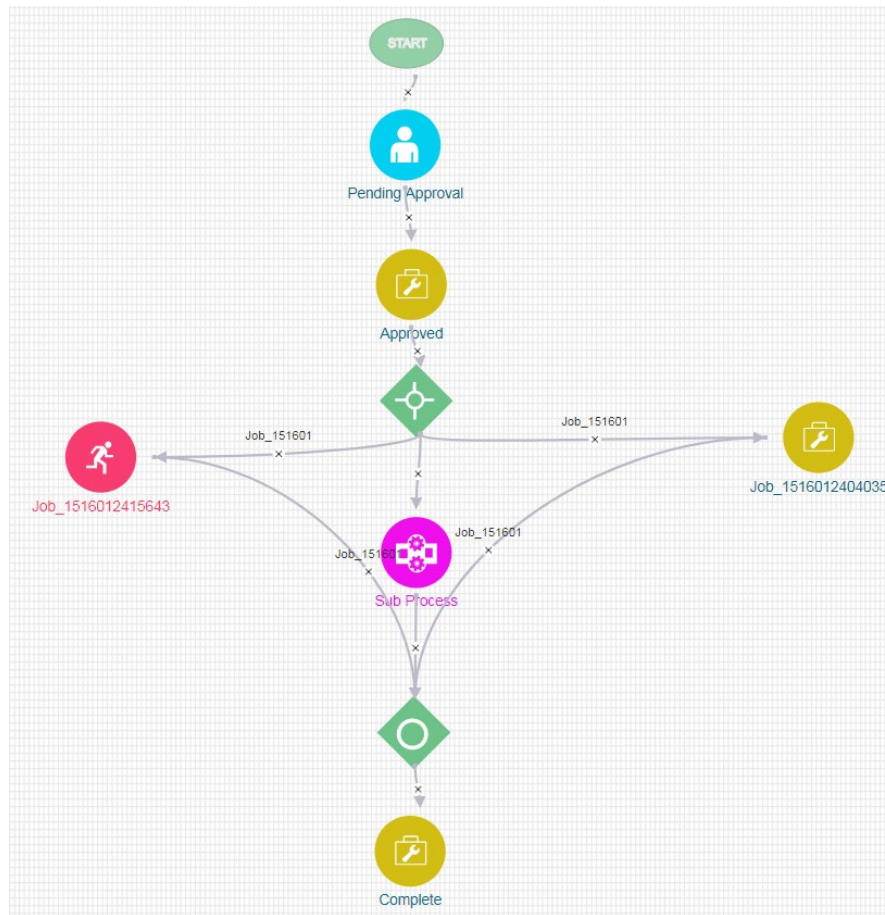 START
Pending Approval
Approved
Job_151601
Job_151601
Job_1516012415643
Job_1516012404035
Job_151601
Job_151601
Sub Process
Complete